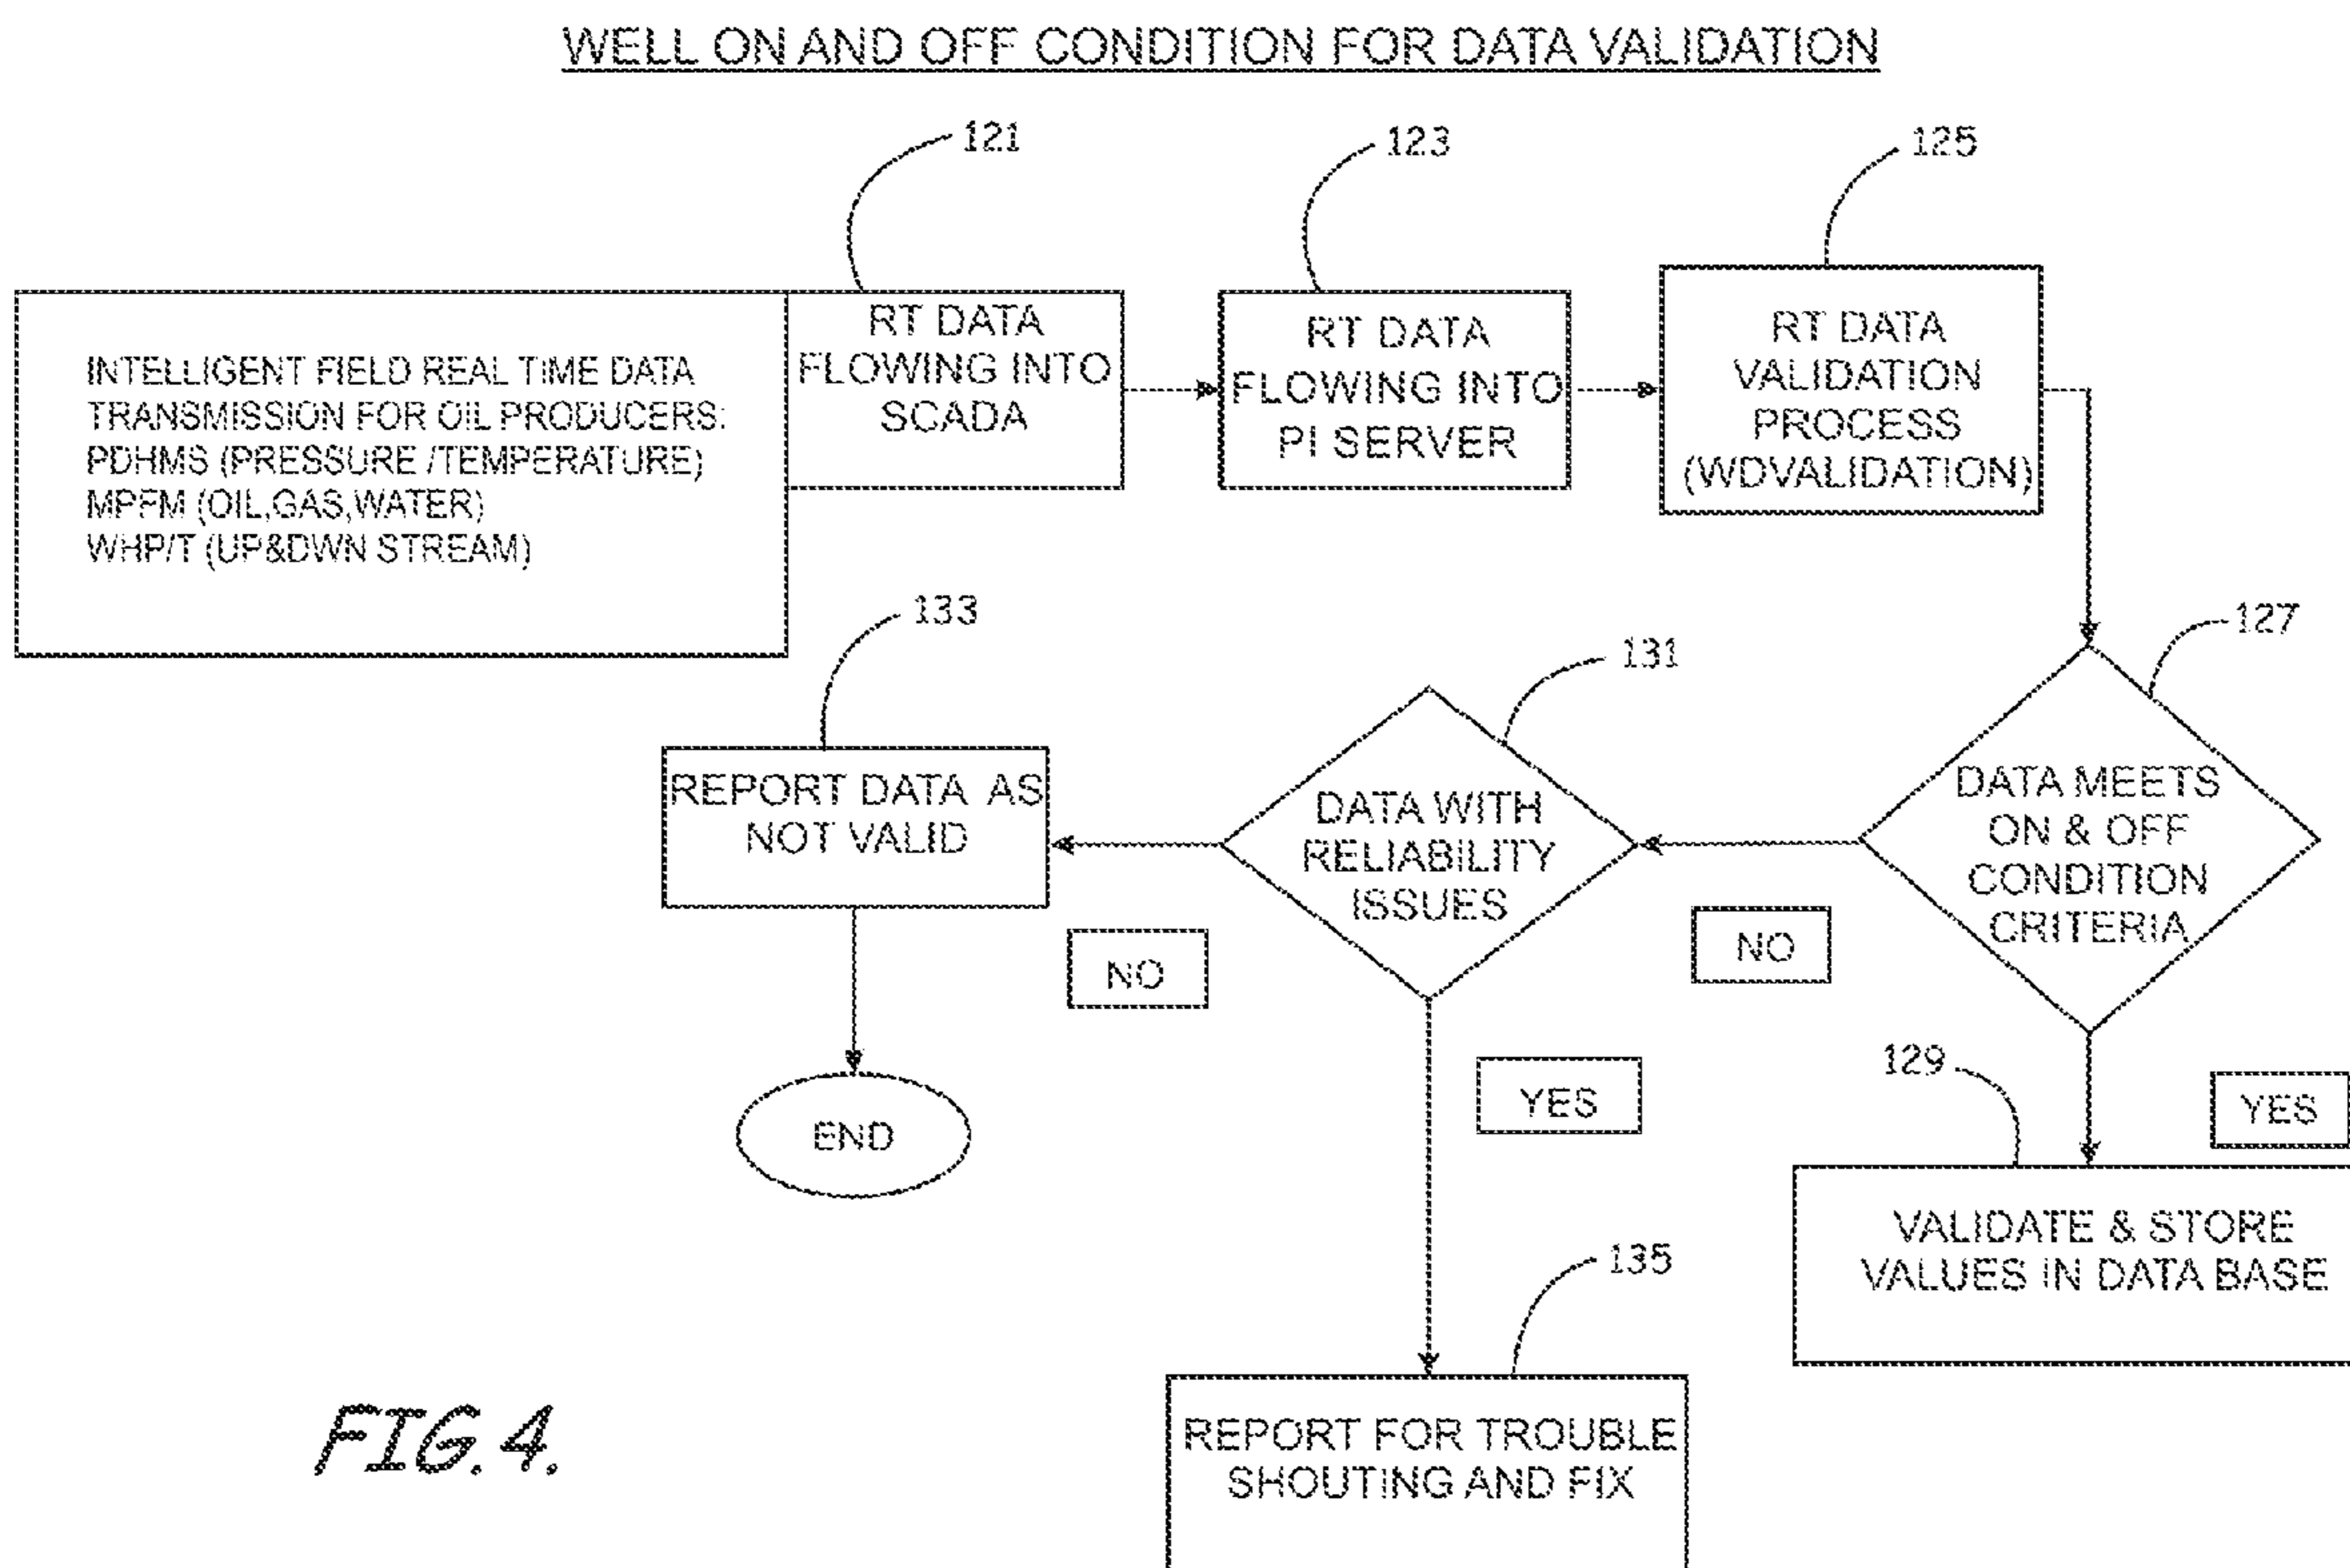 WELL ON AND OFF CONDITION FOR DATA VALIDATION
121
123
125
INTELLIGENT FIELD REAL TIME DATA
TRANSMISSION FOR OIL PRODUCERS:
PDHMS (PRESSURE /TEMPERATURE)
MPFM (OIL,GAS,WATER)
WHP/T (UP&DWN STREAM)
RT DATA
FLOWING INTO
SCADA
RT DATA
FLOWING INTO
PI SERVER
RT DATA
VALIDATION
PROCESS
(WDVALIDATION)
133
131
127
REPORT DATA AS
NOT VALID
DATA WITH
RELIABILITY
ISSUES
DATA MEETS
ON & OFF
CONDITION
CRITERIA
NO
NO
END
YES
129
YES
VALIDATE & STORE
VALUES IN DATA BASE
135
REPORT FOR TROUBLE
SHOUTING AND FIX
FIG. 4.